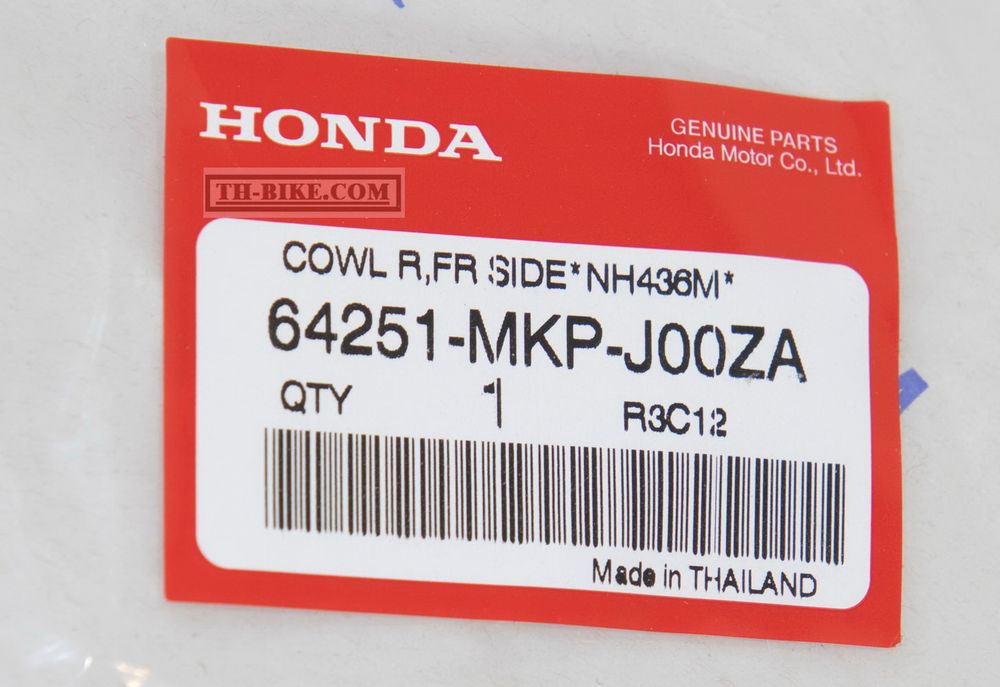 HONDA
GENUINE PARTS
Honda Motor Co., Ltd.
TH-BIKE.COM
COWL R,FR SIDE*NH436M*
64251-MKP-J00ZA
QTY 1 R3C12
Made in THAILAND